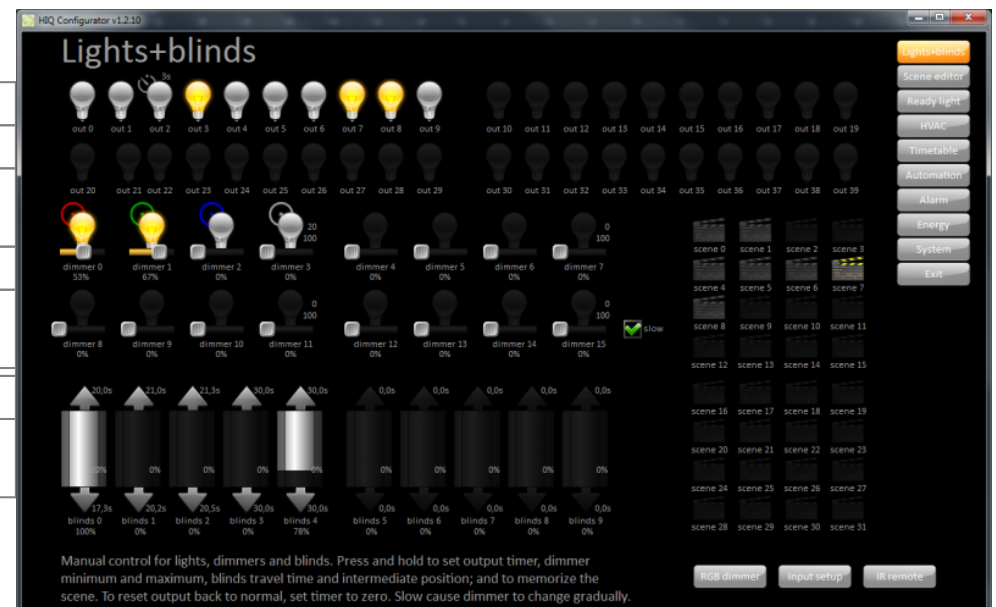 HIQ Configurator v1.2.10
Lights+blinds
3s
out 0 out 1 out 2 out 3 out 4 out 5 out 6 out 7 out 8 out 9 out 10 out 11 out 12 out 13 out 14 out 15 out 16 out 17 out 18 out 19
out 20 out 21 out 22 out 23 out 24 out 25 out 26 out 27 out 28 out 29 out 30 out 31 out 32 out 33 out 34 out 35 out 36 out 37 out 38 out 39
20 0
100 100
dimmer 0 dimmer 1 dimmer 2 dimmer 3 dimmer 4 dimmer 5 dimmer 6 dimmer 7
53% 67% 0% 0% 0% 0% 0% 0%
0 0
100 100
slow
dimmer 8 dimmer 9 dimmer 10 dimmer 11 dimmer 12 dimmer 13 dimmer 14 dimmer 15
0% 0% 0% 0% 0% 0% 0% 0%
20,0s 21,0s 21,3s 30,0s 30,0s 0,0s 0,0s 0,0s 0,0s 0,0s
20% 0% 0% 0% 0% 0% 0% 0% 0% 0%
17,3s 20,2s 20,5s 30,0s 30,0s 0,0s 0,0s 0,0s 0,0s 0,0s
blinds 0 blinds 1 blinds 2 blinds 3 blinds 4 blinds 5 blinds 6 blinds 7 blinds 8 blinds 9
100% 0% 0% 0% 78% 0% 0% 0% 0% 0%
scene 0 scene 1 scene 2 scene 3
scene 4 scene 5 scene 6 scene 7
scene 8 scene 9 scene 10 scene 11
scene 12 scene 13 scene 14 scene 15
scene 16 scene 17 scene 18 scene 19
scene 20 scene 21 scene 22 scene 23
scene 24 scene 25 scene 26 scene 27
scene 28 scene 29 scene 30 scene 31
Lights+blinds
Scene editor
Ready light
HVAC
Timetable
Automation
Alarm
Energy
System
Exit
Manual control for lights, dimmers and blinds. Press and hold to set output timer, dimmer
minimum and maximum, blinds travel time and intermediate position; and to memorize the
scene. To reset output back to normal, set timer to zero. Slow cause dimmer to change gradually.
RGB dimmer Input setup IR remote